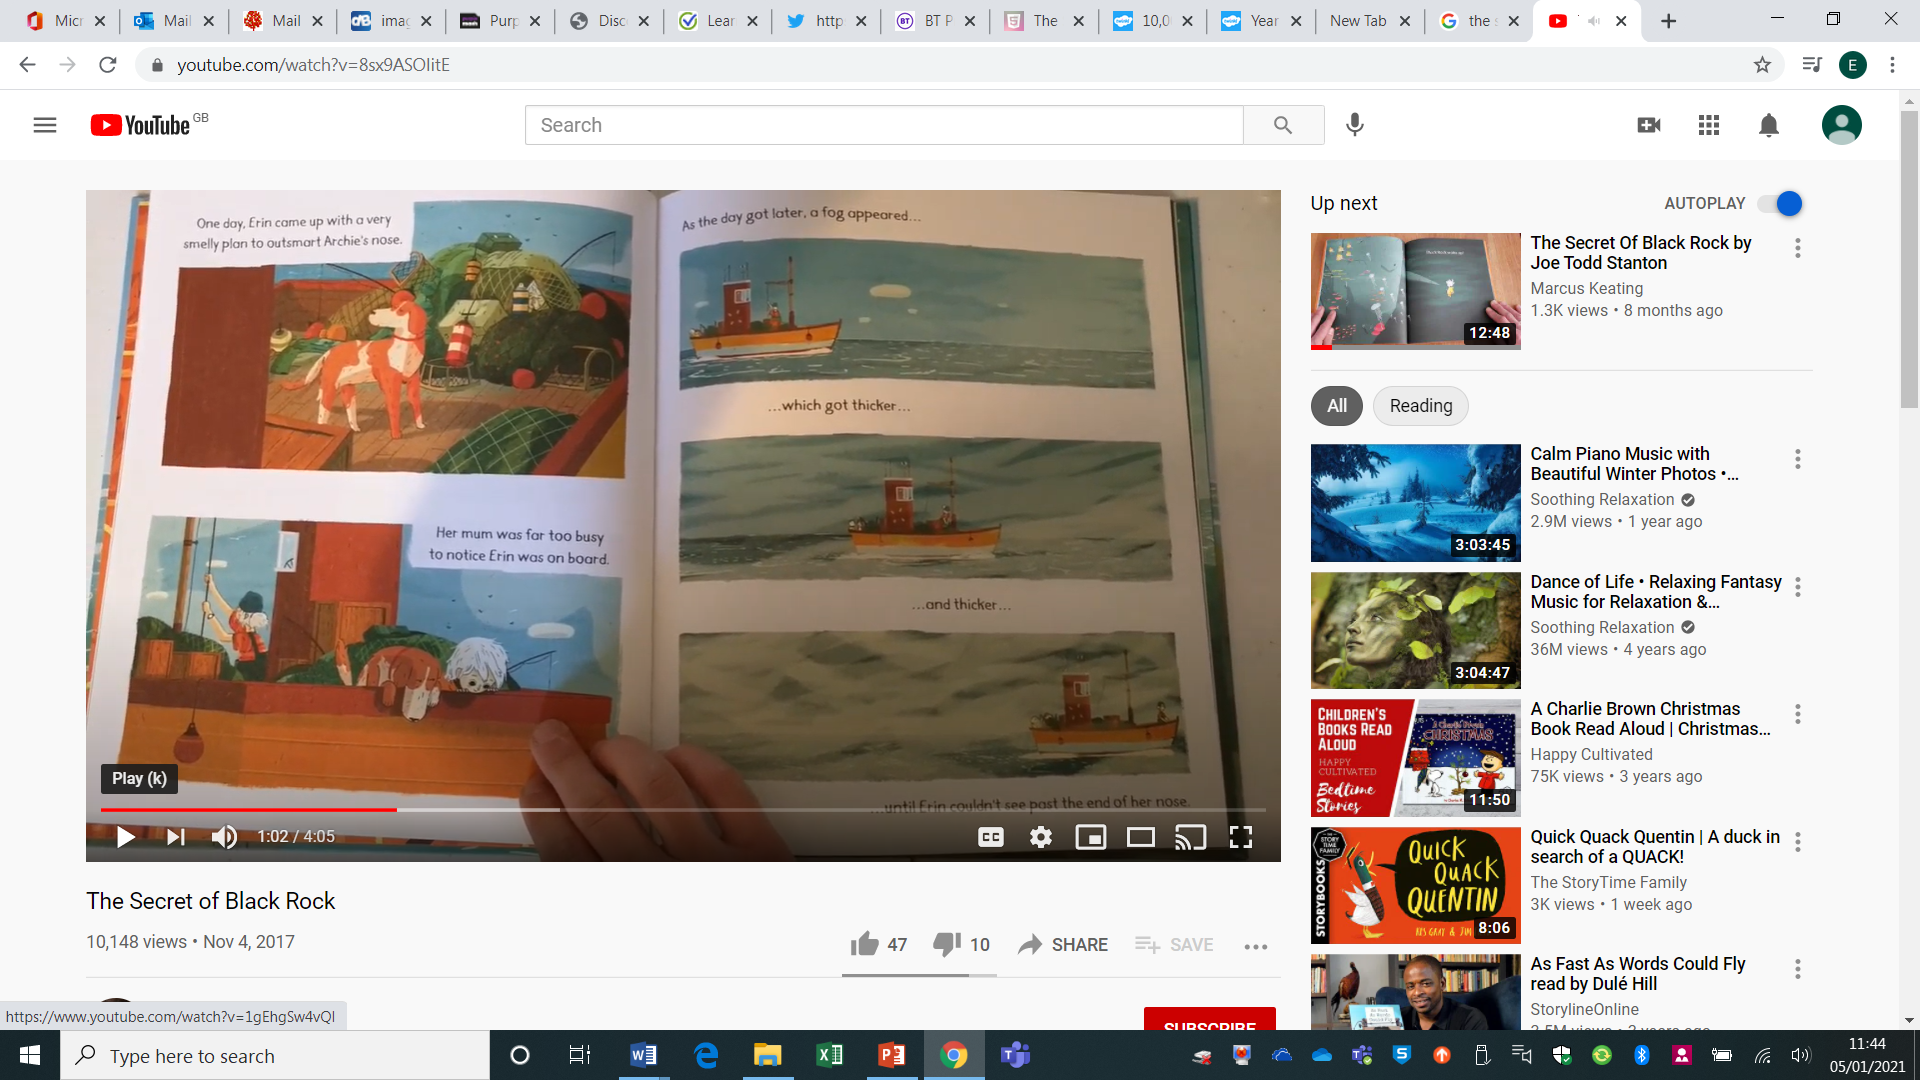 Micr
Mail
Mail
imag
Purp
Disc
Lear
http
BT P
The
10,0
Year
New Tab
the s
youtube.com/watch?v=8sx9ASOIitE
E
YouTube GB
Search
One day, Erin came up with a very
smelly plan to outsmart Archie's nose.
Her mum was far too busy
to notice Erin was on board.
As the day got later, a fog appeared...
...which got thicker...
...and thicker...
...until Erin couldn't see past the end of her nose.
Play (k)
1:02 / 4:05
CC
The Secret of Black Rock
10,148 views • Nov 4, 2017
47
10
SHARE
SAVE
SUBSCRIBE
Up next
AUTOPLAY
12:48
The Secret Of Black Rock by
Joe Todd Stanton
Marcus Keating
1.3K views • 8 months ago
All
Reading
3:03:45
Calm Piano Music with
Beautiful Winter Photos •...
Soothing Relaxation
2.9M views • 1 year ago
3:04:47
Dance of Life • Relaxing Fantasy
Music for Relaxation &...
Soothing Relaxation
36M views • 4 years ago
CHILDREN'S
BOOKS READ
ALOUD
HAPPY
CULTIVATED
Bedtime
Stories
CHRISTMAS
11:50
A Charlie Brown Christmas
Book Read Aloud | Christmas...
Happy Cultivated
75K views • 3 years ago
STORYBOOKS
QUICK
QUACK
QUENTIN
8:06
Quick Quack Quentin | A duck in
search of a QUACK!
The StoryTime Family
3K views • 1 week ago
As Fast As Words Could Fly
read by Dulé Hill
StorylineOnline
https://www.youtube.com/watch?v=1gEhgSw4vQI
Type here to search
11:44
05/01/2021